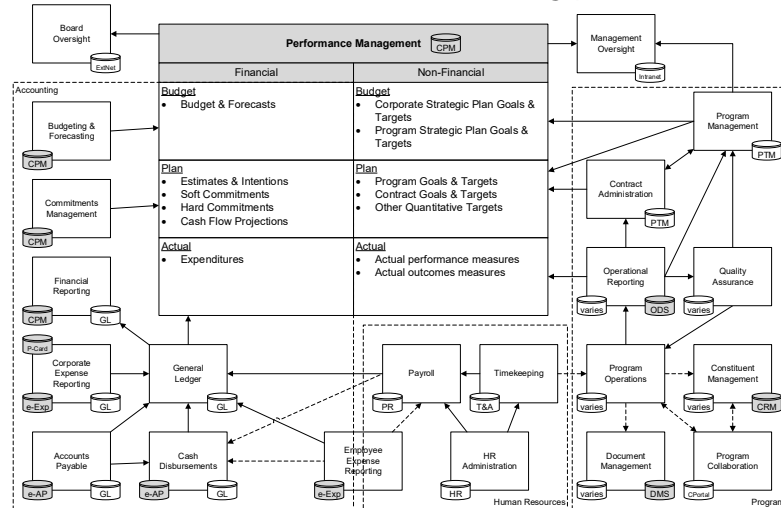 Board
Oversight
ExtNet
Performance Management
CPM
Management
Oversight
Intranet
Financial
Non-Financial
Accounting
Budget
• Budget & Forecasts
Budget
• Corporate Strategic Plan Goals &
Targets
• Program Strategic Plan Goals &
Targets
Budgeting &
Forecasting
CPM
Program
Management
PTM
Plan
• Estimates & Intentions
• Soft Commitments
• Hard Commitments
• Cash Flow Projections
Plan
• Program Goals & Targets
• Contract Goals & Targets
• Other Quantitative Targets
Commitments
Management
CPM
Contract
Administration
PTM
Actual
• Expenditures
Actual
• Actual performance measures
• Actual outcomes measures
Financial
Reporting
CPM
GL
Operational
Reporting
varies
ODS
Quality
Assurance
varies
P-Card
Corporate
Expense
Reporting
e-Exp
GL
General
Ledger
GL
Payroll
PR
Timekeeping
T&A
Program
Operations
varies
Constituent
Management
varies
CRM
Accounts
Payable
e-AP
GL
Cash
Disbursements
e-AP
GL
Employee
Expense
Reporting
e-Exp
HR
Administration
HR
Document
Management
varies
DMS
Program
Collaboration
CPortal
Human Resources
Program